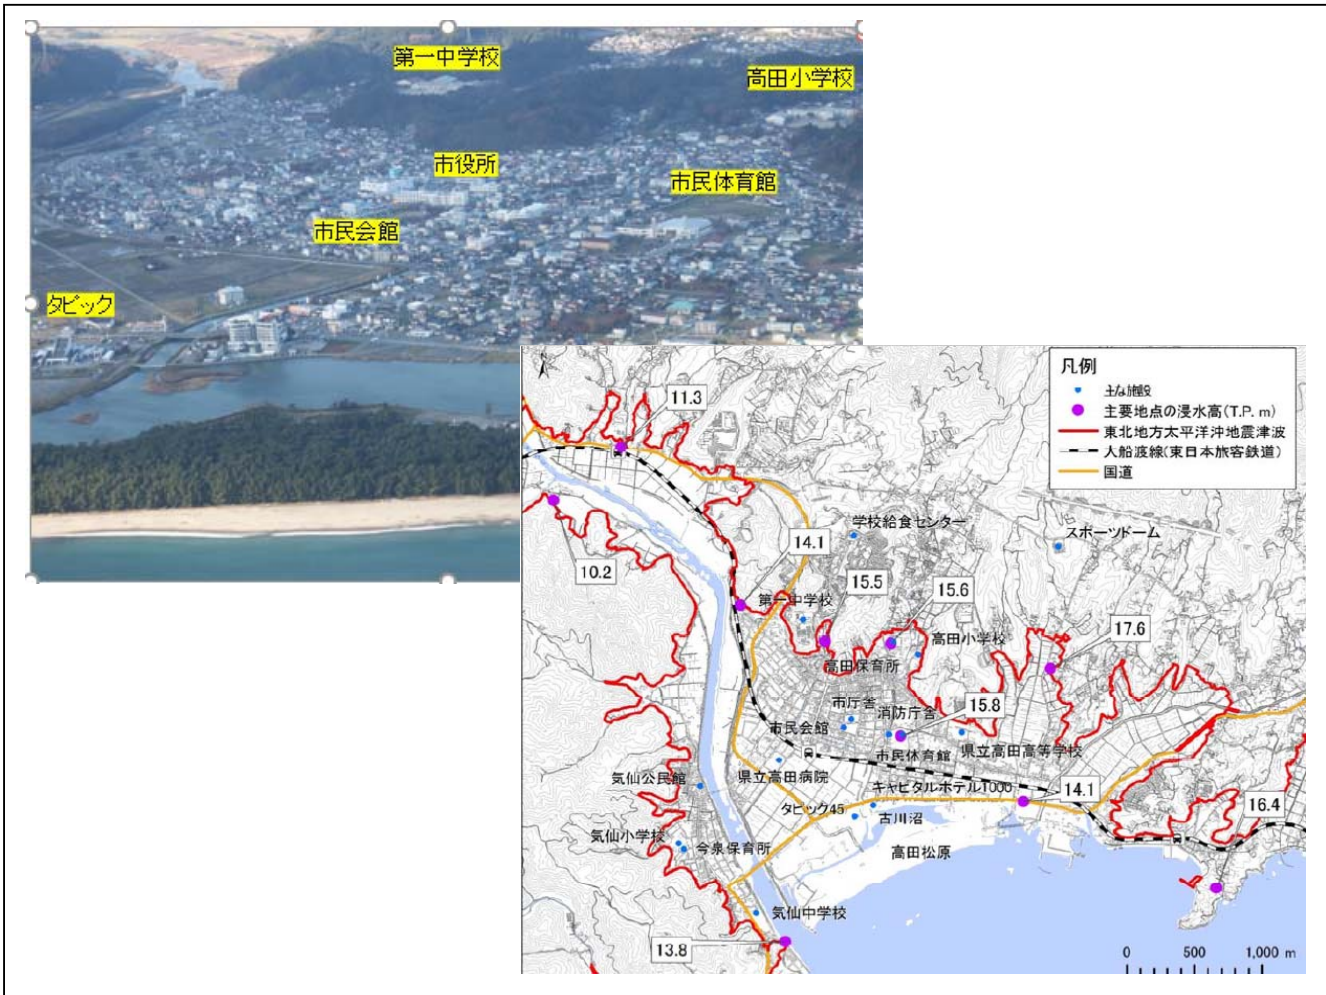 第一中学校
高田小学校
市役所
市民体育館
市民会館
タピック
凡例
主な施設
主要地点の浸水高(T.P. m)
東北地方太平洋沖地震津波
大船渡線(東日本旅客鉄道)
国道
11.3
10.2
学校給食センター
スポーツドーム
14.1
15.5
15.6
第一中学校
17.6
高田小学校
高田保育所
市庁舎
消防庁舎
15.8
市民会館
市民体育館
県立高田高等学校
気仙公民館
県立高田病院
キャピタルホテル1000
14.1
タピック45
古川沼
16.4
気仙小学校
今泉保育所
高田松原
気仙中学校
13.8
0 500 1,000 m